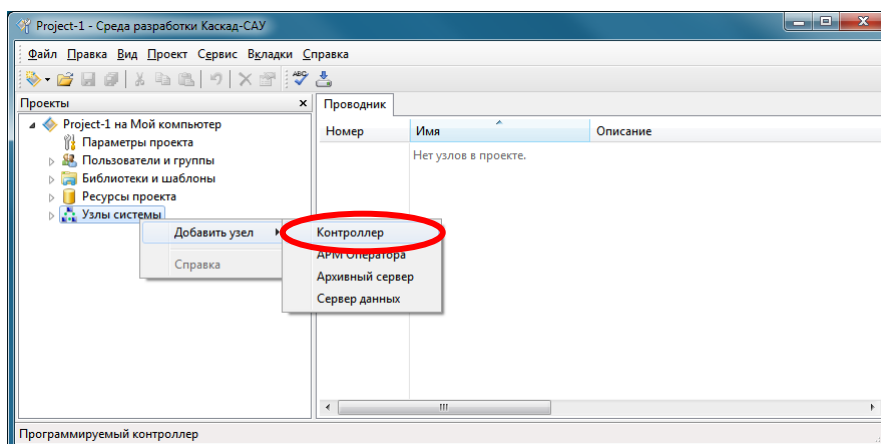 Project-1 - Среда разработки Каскад-САУ
Файл Правка Вид Проект Сервис Вкладки Справка
ABC
Проекты x
Project-1 на Мой компьютер
Параметры проекта
Пользователи и группы
Библиотеки и шаблоны
Ресурсы проекта
Узлы системы
Добавить узел
Справка
Контроллер
АРМ Оператора
Архивный сервер
Сервер данных
Проводник
Номер Имя Описание
Нет узлов в проекте.
Программируемый контроллер